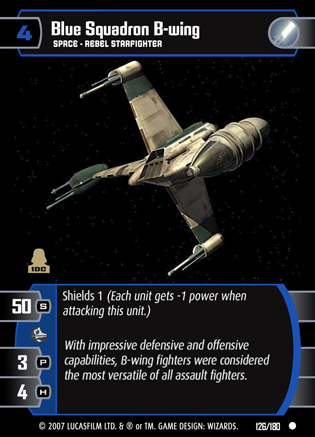 4 Blue Squadron B-wing
SPACE - REBEL STARFIGHTER
IDC
50 S
Shields 1 (Each unit gets -1 power when
attacking this unit.)
With impressive defensive and offensive
3 P
capabilities, B-wing fighters were considered
the most versatile of all assault fighters.
4 H
© 2007 LUCASFILM LTD. & ® or TM. GAME DESIGN: WIZARDS. 126/180